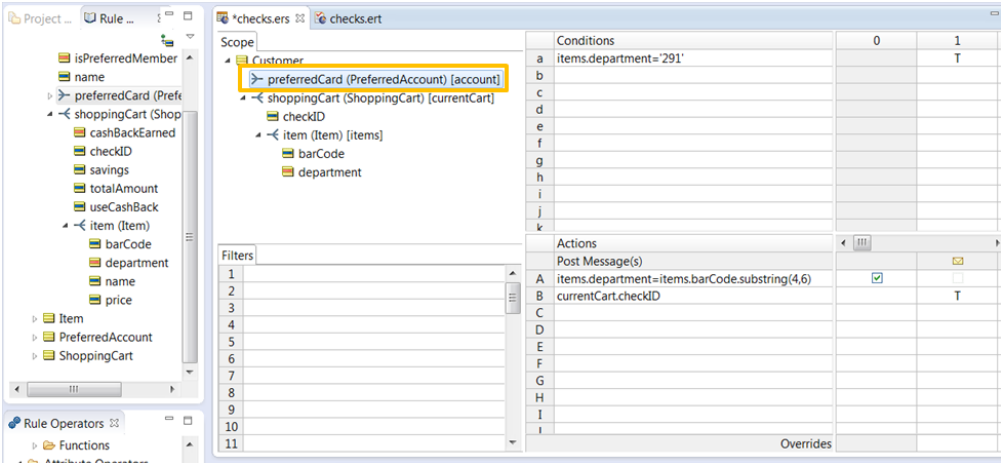 Project ...
Rule ...
isPreferredMember
name
preferredCard (Prefe
shoppingCart (Shop
cashBackEarned
checkID
savings
totalAmount
useCashBack
item (Item)
barCode
department
name
price
Item
PreferredAccount
ShoppingCart
Rule Operators
Functions
*checks.ers
checks.ert
Scope
Customer
preferredCard (PreferredAccount) [account]
shoppingCart (ShoppingCart) [currentCart]
checkID
item (Item) [items]
barCode
department
Filters
1
2
3
4
5
6
7
8
9
10
11
Conditions 0 1
a items.department='291' T
b
c
d
e
f
g
h
i
j
k
Actions
Post Message(s)
A items.department=items.barCode.substring(4,6)
B currentCart.checkID T
C
D
E
F
G
H
I
Overrides